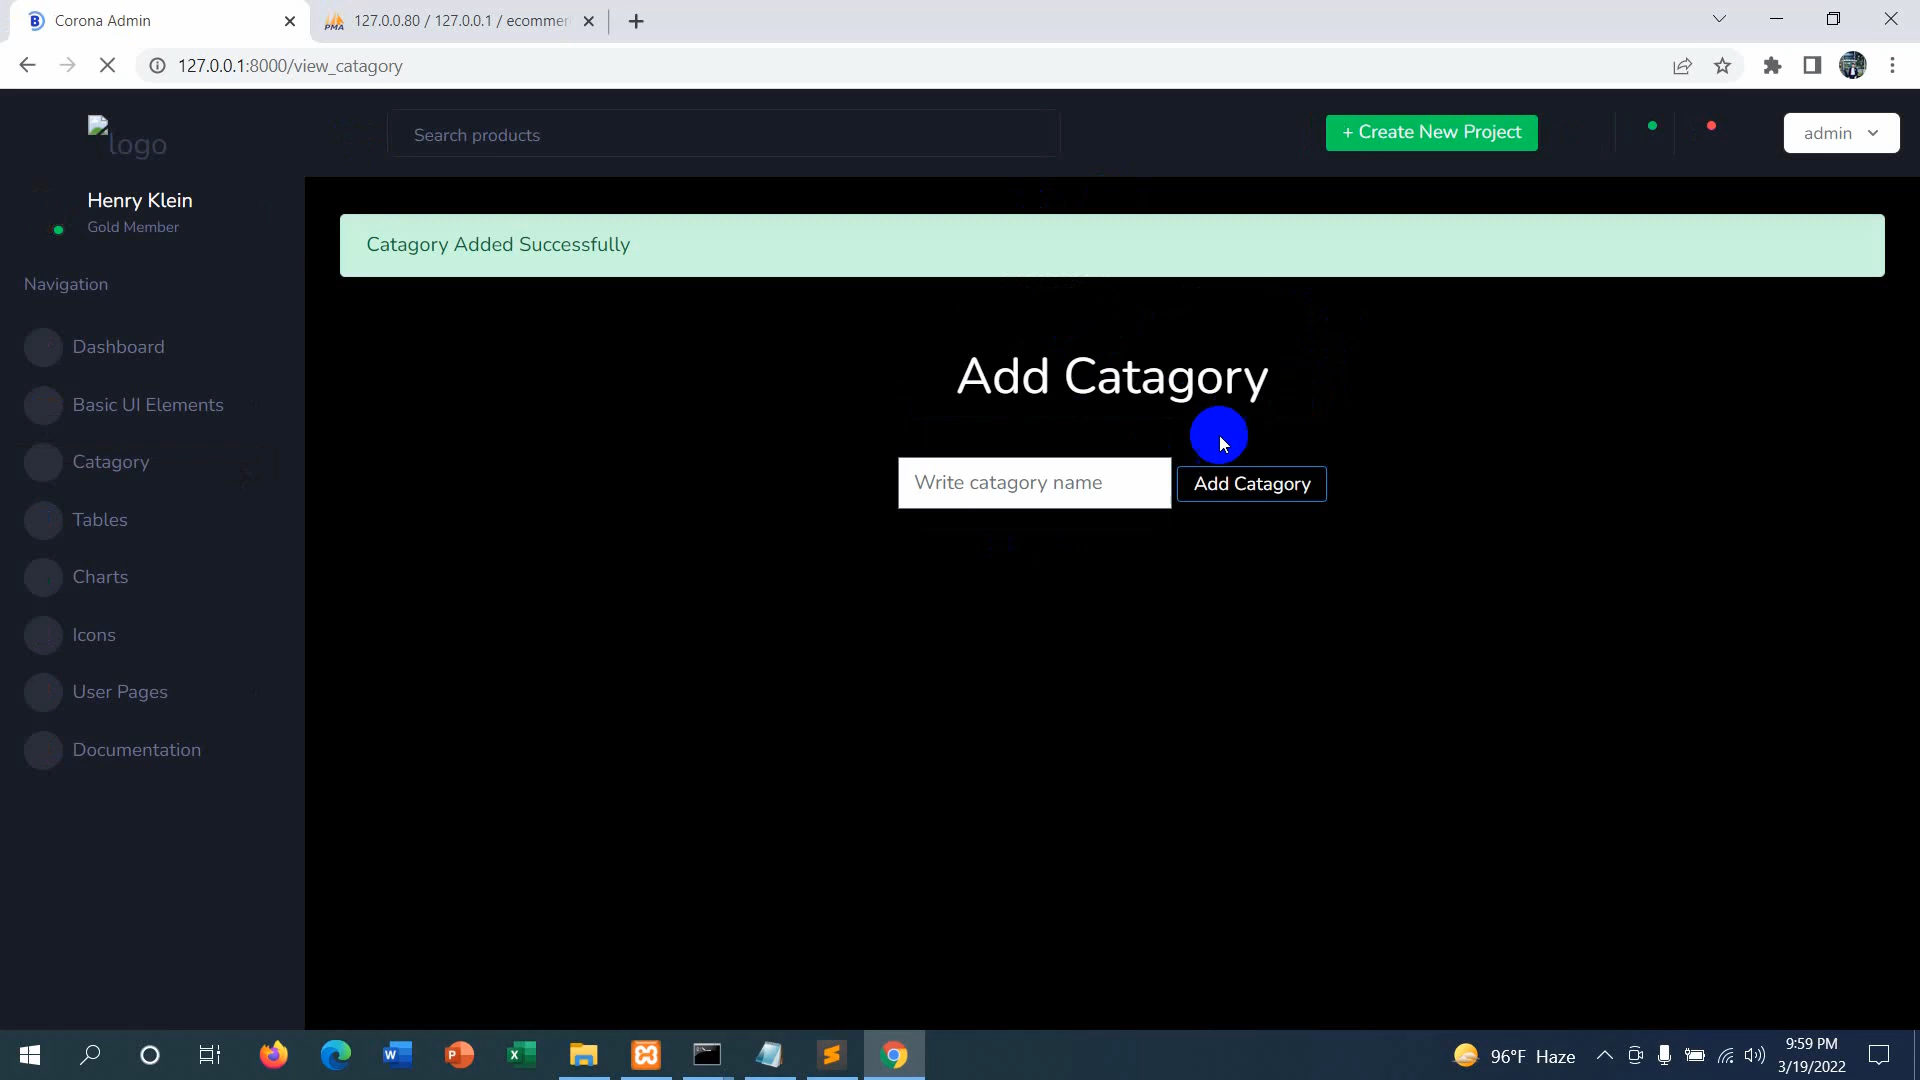 Corona Admin
127.0.0.80 / 127.0.0.1 / ecommer
127.0.0.1:8000/view_catagory
logo
Search products
+ Create New Project
admin
Henry Klein
Gold Member
Catagory Added Successfully
Navigation
Dashboard
Basic UI Elements
Catagory
Tables
Charts
Icons
User Pages
Documentation
Add Catagory
Write catagory name
Add Catagory
96°F Haze
9:59 PM
3/19/2022